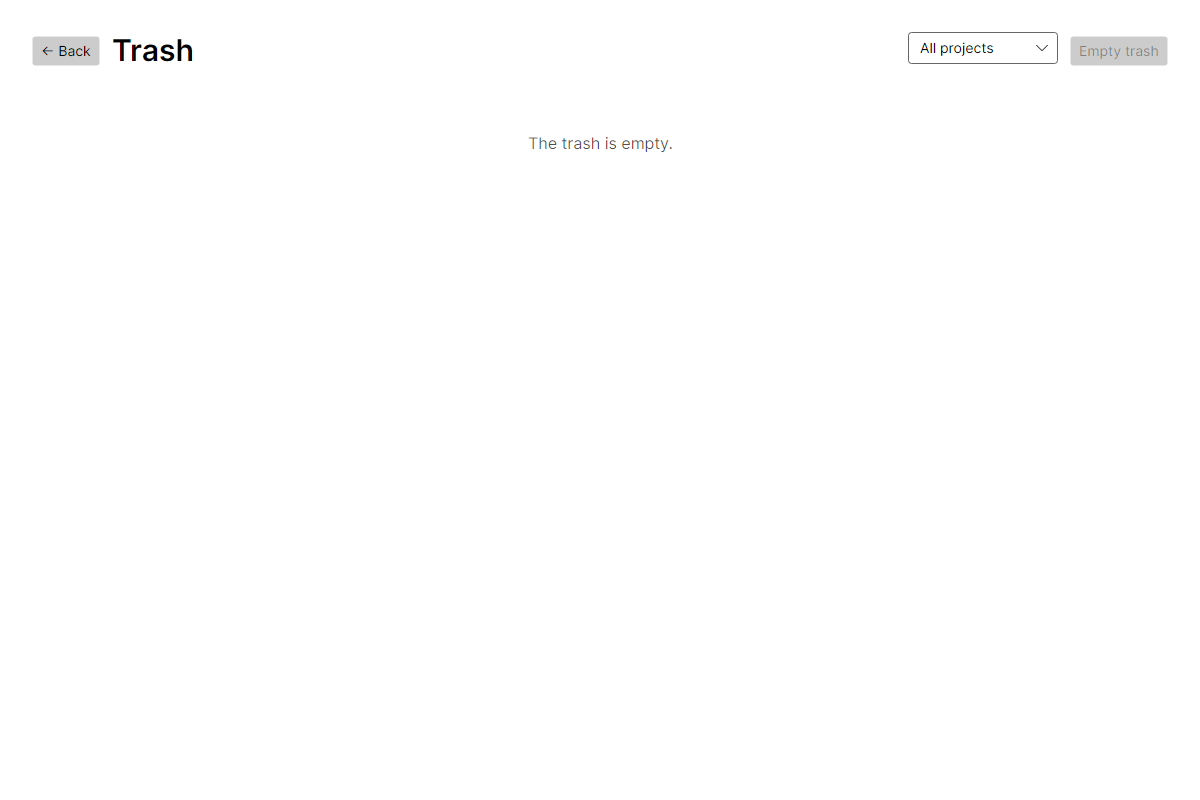 ← Back
Trash
All projects
Empty trash
The trash is empty.